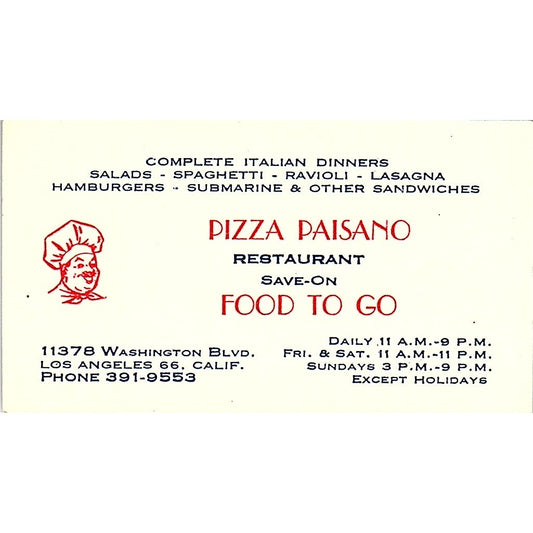 COMPLETE ITALIAN DINNERS
SALADS - SPAGHETTI - RAVIOLI - LASAGNA
HAMBURGERS - SUBMARINE & OTHER SANDWICHES
PIZZA PAISANO
RESTAURANT
SAVE-ON
FOOD TO GO
11378 WASHINGTON BLVD.
LOS ANGELES 66, CALIF.
PHONE 391-9553
DAILY 11 A.M.-9 P.M.
FRI. & SAT. 11 A.M.-11 P.M.
SUNDAYS 3 P.M.-9 P.M.
EXCEPT HOLIDAYS